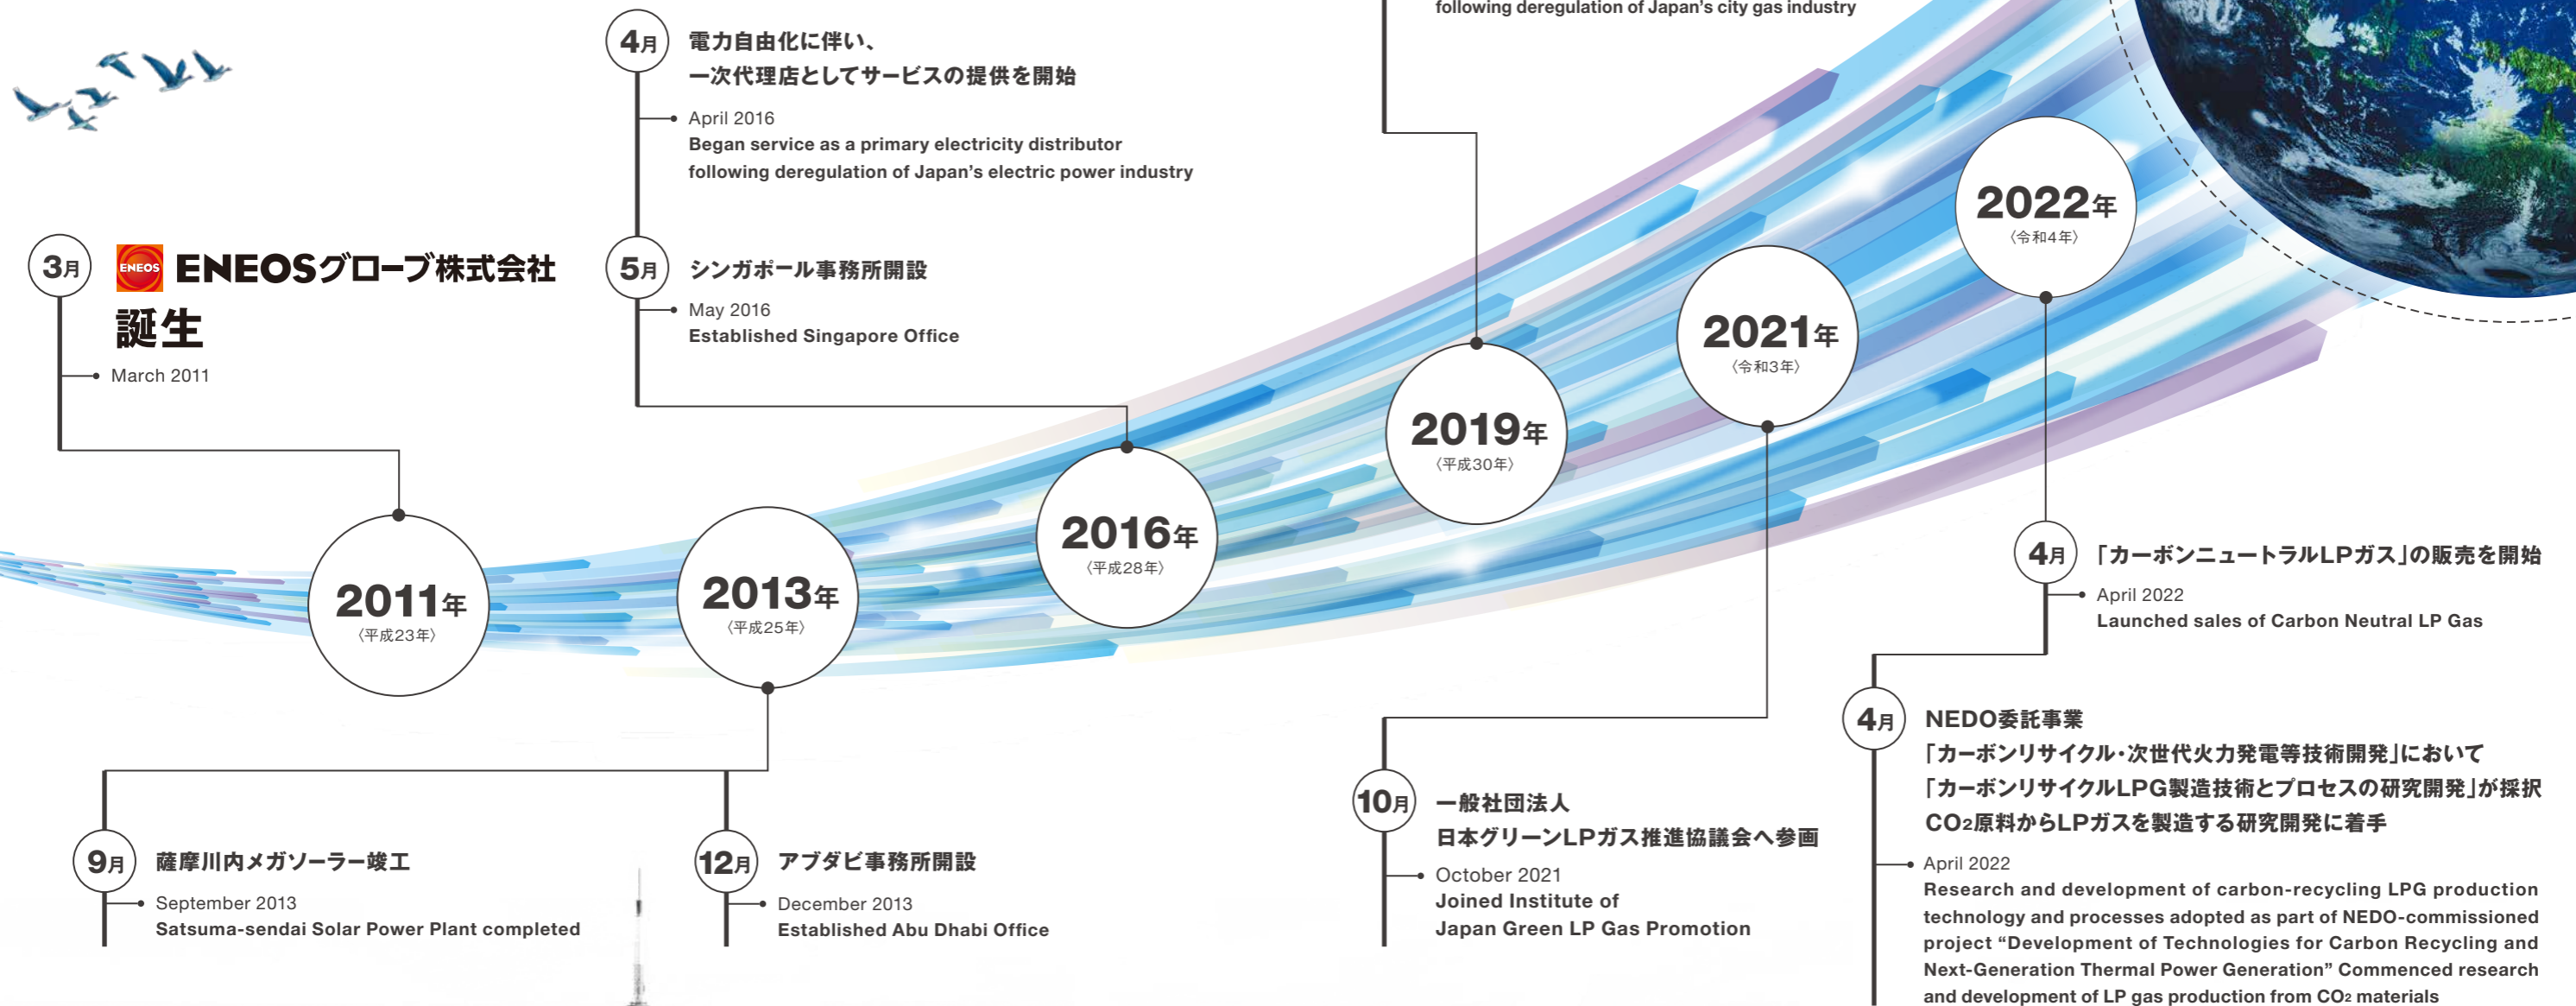 following deregulation of Japan's city gas industry
4月
電力自由化に伴い、
一次代理店としてサービスの提供を開始
April 2016
Began service as a primary electricity distributor
following deregulation of Japan's electric power industry
3月
ENEOS
ENEOSグローブ株式会社
誕生
March 2011
5月
シンガポール事務所開設
May 2016
Established Singapore Office
2011年
〈平成23年〉
2013年
〈平成25年〉
2016年
〈平成28年〉
2019年
〈平成30年〉
2021年
〈令和3年〉
2022年
〈令和4年〉
9月
薩摩川内メガソーラー竣工
September 2013
Satsuma-sendai Solar Power Plant completed
12月
アブダビ事務所開設
December 2013
Established Abu Dhabi Office
10月
一般社団法人
日本グリーンLPガス推進協議会へ参画
October 2021
Joined Institute of
Japan Green LP Gas Promotion
4月
「カーボンニュートラルLPガス」の販売を開始
April 2022
Launched sales of Carbon Neutral LP Gas
4月
NEDO委託事業
「カーボンリサイクル・次世代火力発電等技術開発」において
「カーボンリサイクルLPG製造技術とプロセスの研究開発」が採択
CO2原料からLPガスを製造する研究開発に着手
April 2022
Research and development of carbon-recycling LPG production
technology and processes adopted as part of NEDO-commissioned
project “Development of Technologies for Carbon Recycling and
Next-Generation Thermal Power Generation” Commenced research
and development of LP gas production from CO2 materials